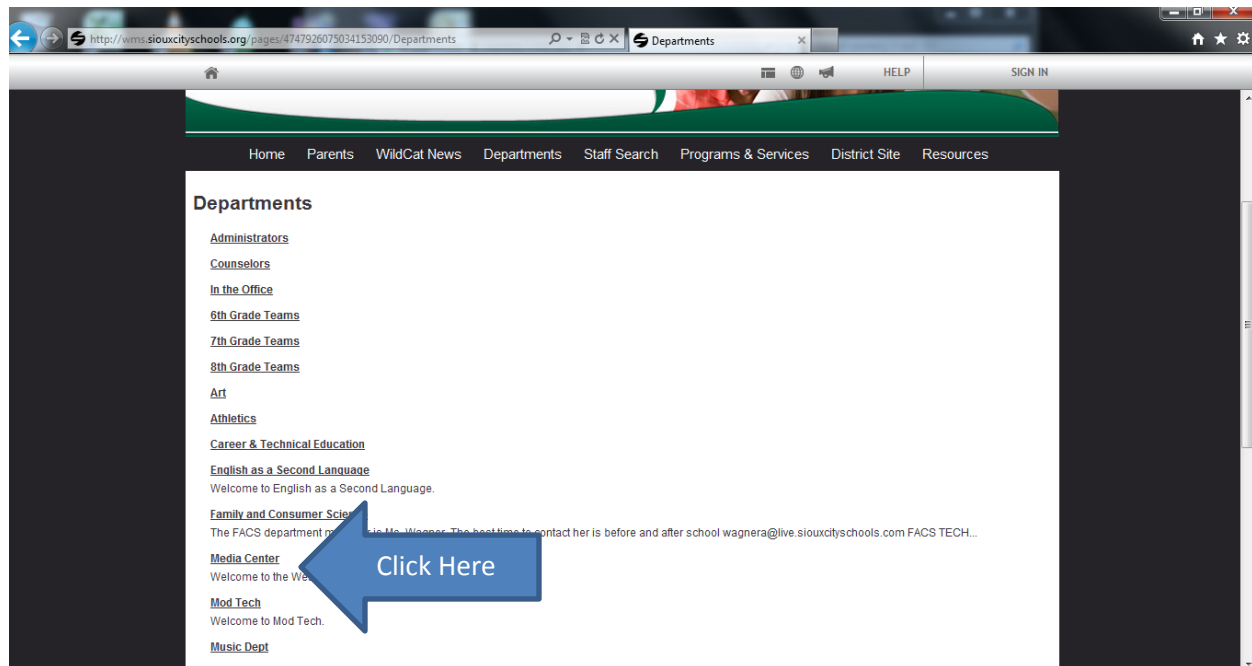 http://wms.siouxcityschools.org/pages/4747926075034153090/Departments
Departments
HELP SIGN IN
Home Parents WildCat News Departments Staff Search Programs & Services District Site Resources
Departments
Administrators
Counselors
In the Office
6th Grade Teams
7th Grade Teams
8th Grade Teams
Art
Athletics
Career & Technical Education
English as a Second Language
Welcome to English as a Second Language.
Family and Consumer
The FACS department is Ms. Wagner. The best time to contact her is before and after school wagnera@live.siouxcityschools.com FACS TECH...
Media Center
Click Here
Welcome to the
Mod Tech
Welcome to Mod Tech.
Music Dept